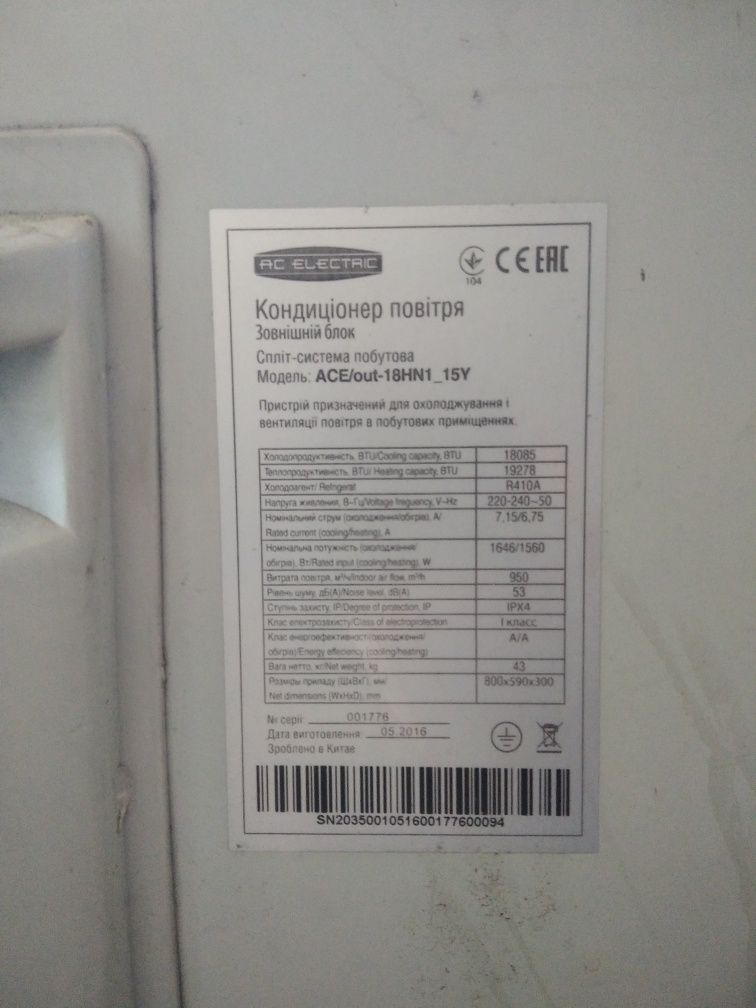 AC ELECTRIC
104
CE EAC
Кондиціонер повітря
Зовнішній блок
Спліт-система побутова
Модель: ACE/out-18HN1_15Y
Пристрій призначений для охолоджування і
вентиляції повітря в побутових приміщеннях.
Холодопродуктивність, BTU/Cooling capacity, BTU 18085
Теплопродуктивність, BTU/ Heating capacity, BTU 19278
Холодоагент/ Refrigerat R410A
Напруга живлення, В~Гц/Voltage freguency, V~Hz 220-240~50
Номінальний струм (охолодження/обігрів), А/ 7,15/6,75
Rated current (cooling/heating), A
Номінальна потужність (охолодження/ 1646/1560
обігрів), Вт/Rated input (cooling/heating), W
Витрата повітря, м³/ч/Indoor air flow, m³/h 950
Рівень шуму, дБ(А)/Noise level, dB(A) 53
Ступінь захисту, IP/Degree of protection, IP IPX4
Клас електрозахисту/Class of electroprotection I класс
Клас енергоефективності(охолодження/ A/A
обігрів)/Energy effeciency (cooling/heating)
Вага нетто, кг/Net weight, kg 43
Розміри приладу (ШхВхГ), мм/ 800x590x300
Net dimensions (WxHxD), mm
№ серії: 001776
Дата виготовлення: 05.2016
Зроблено в Китае
SN2035001051600177600094